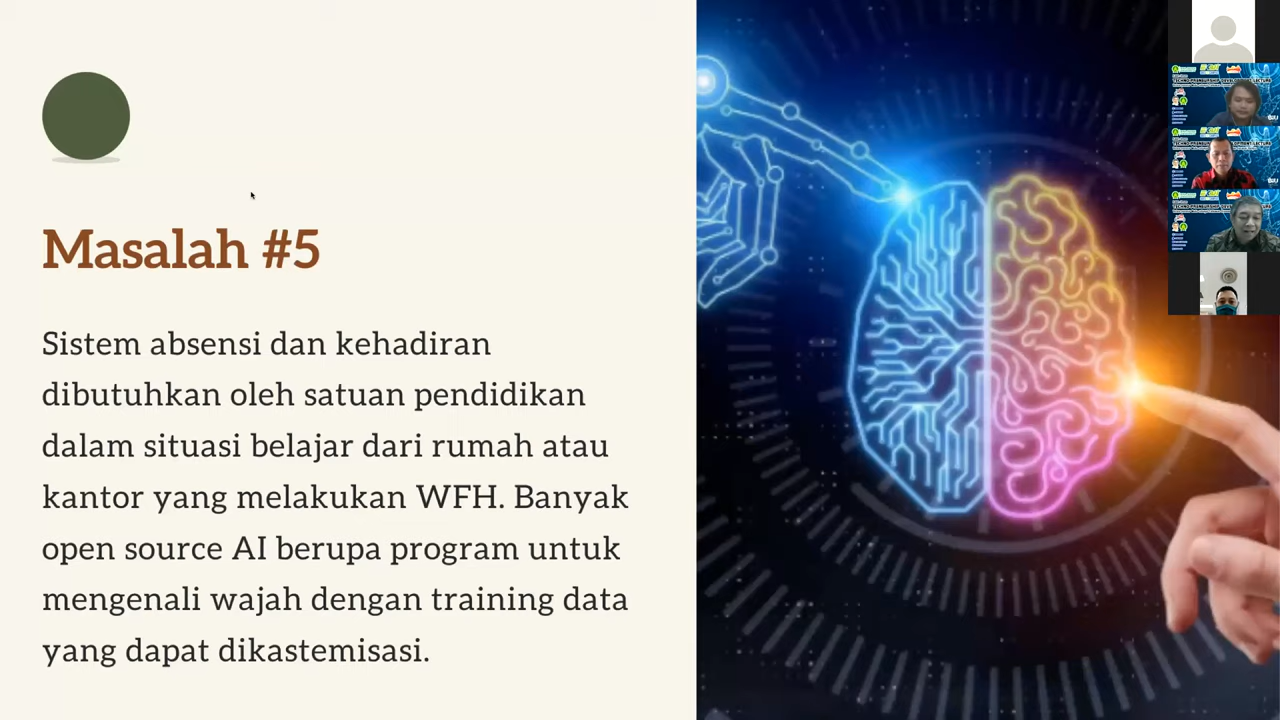 Masalah #5
Sistem absensi dan kehadiran
dibutuhkan oleh satuan pendidikan
dalam situasi belajar dari rumah atau
kantor yang melakukan WFH. Banyak
open source AI berupa program untuk
mengenali wajah dengan training data
yang dapat dikastemisasi.